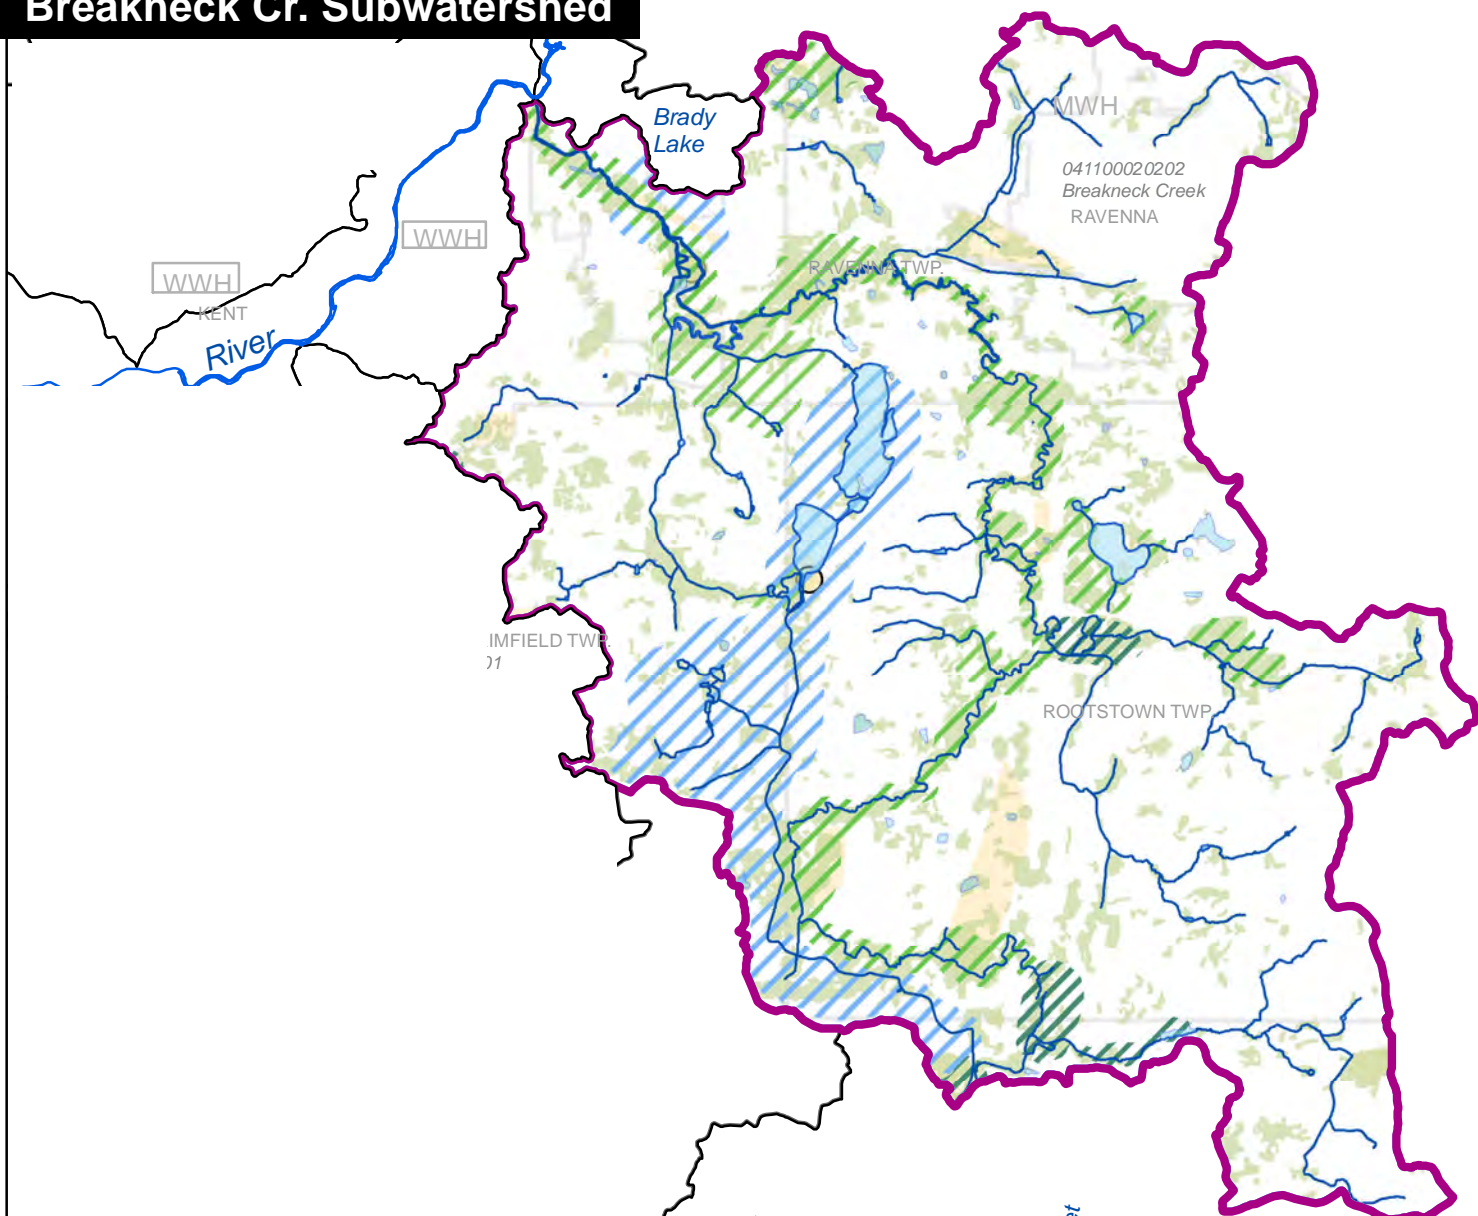 Breakneck Cr. Subwatershed
Brady
Lake
MWH
041100020202
Breakneck Creek
RAVENNA
WWH
WWH
KENT
River
RAVENNA TWP.
IMFIELD TWP.
01
ROOTSTOWN TWP.